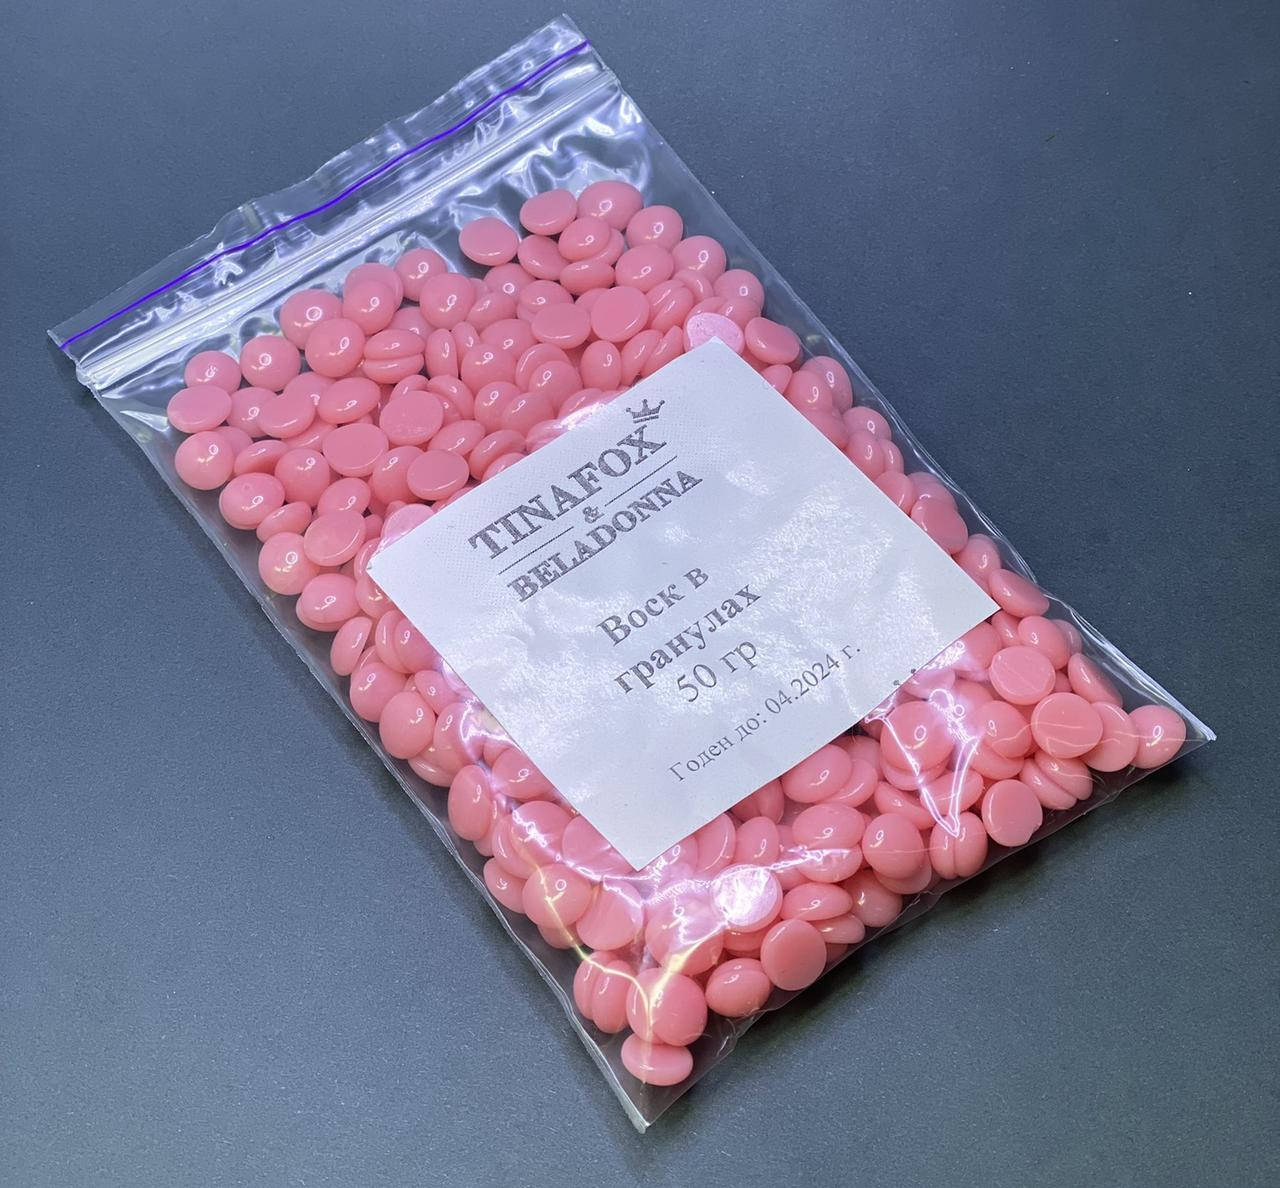 TINAFOX
&
BELADONNA
Воск в
гранулах
50 гр
Годен до: 04.2024 г.